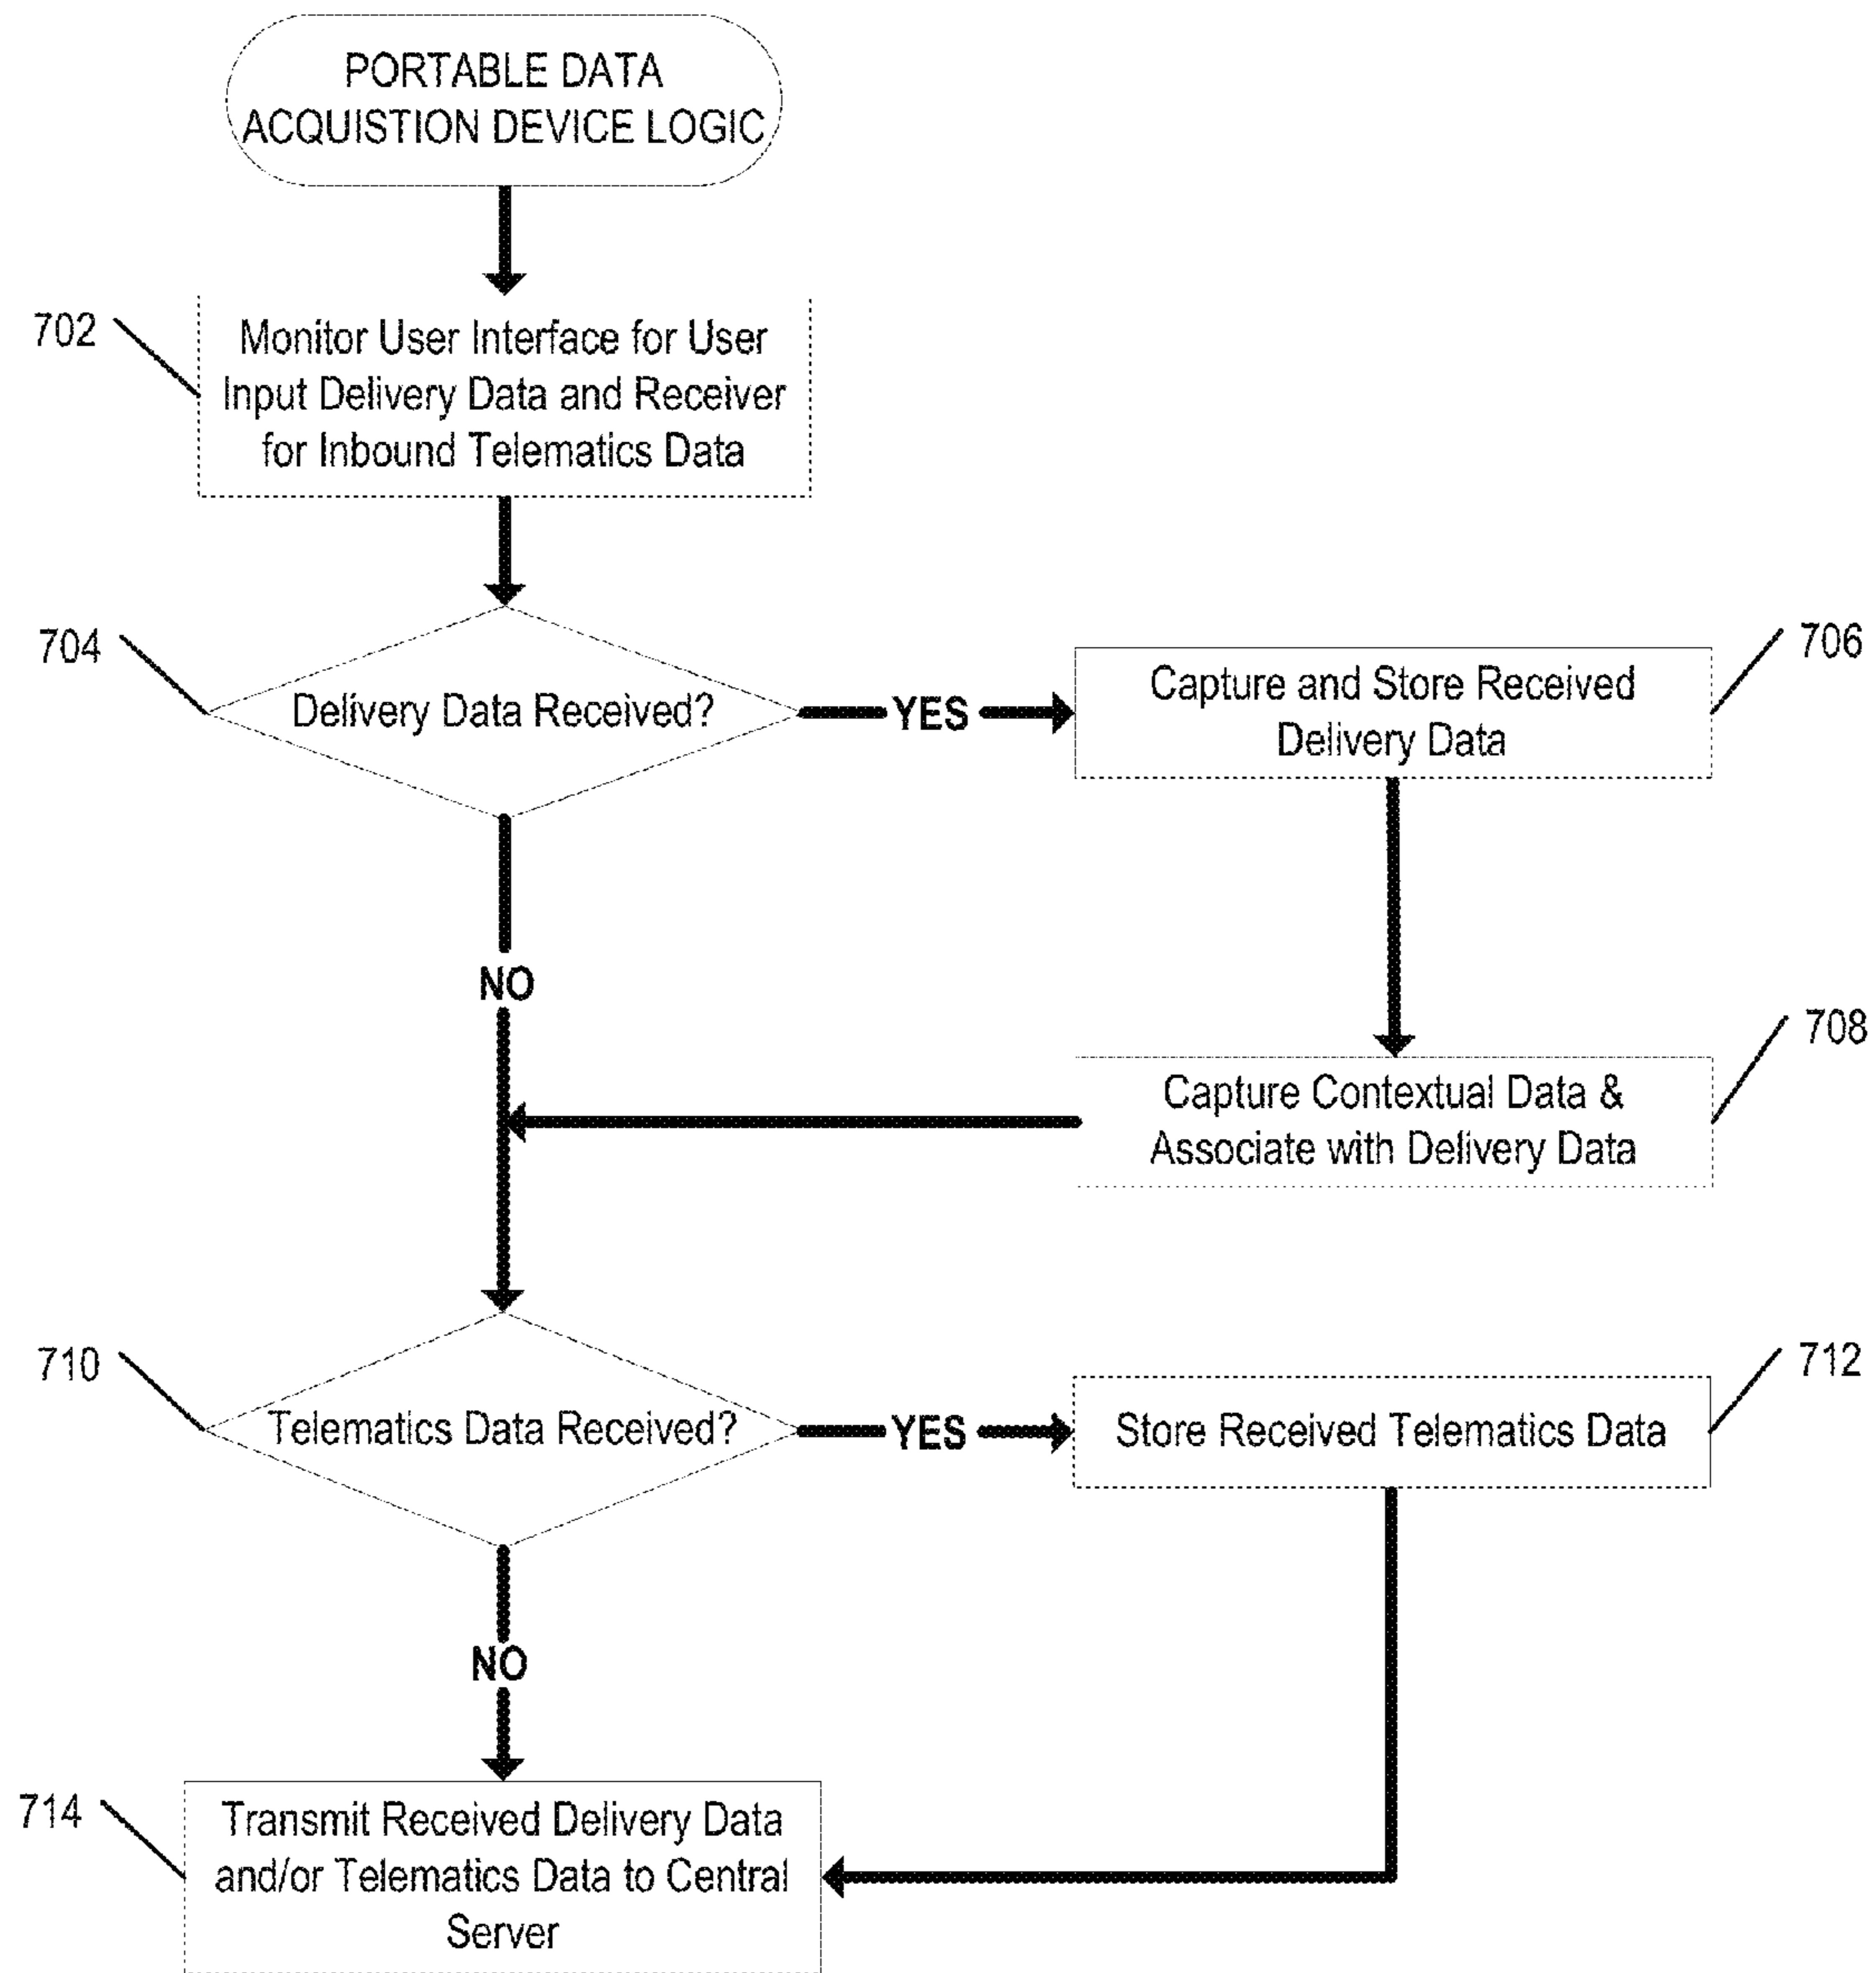 PORTABLE DATA
ACQUISTION DEVICE LOGIC
702
Monitor User Interface for User
Input Delivery Data and Receiver
for Inbound Telematics Data
704
Delivery Data Received?
YES
706
Capture and Store Received
Delivery Data
NO
708
Capture Contextual Data &
Associate with Delivery Data
710
Telematics Data Received?
YES
712
Store Received Telematics Data
NO
714
Transmit Received Delivery Data
and/or Telematics Data to Central
Server